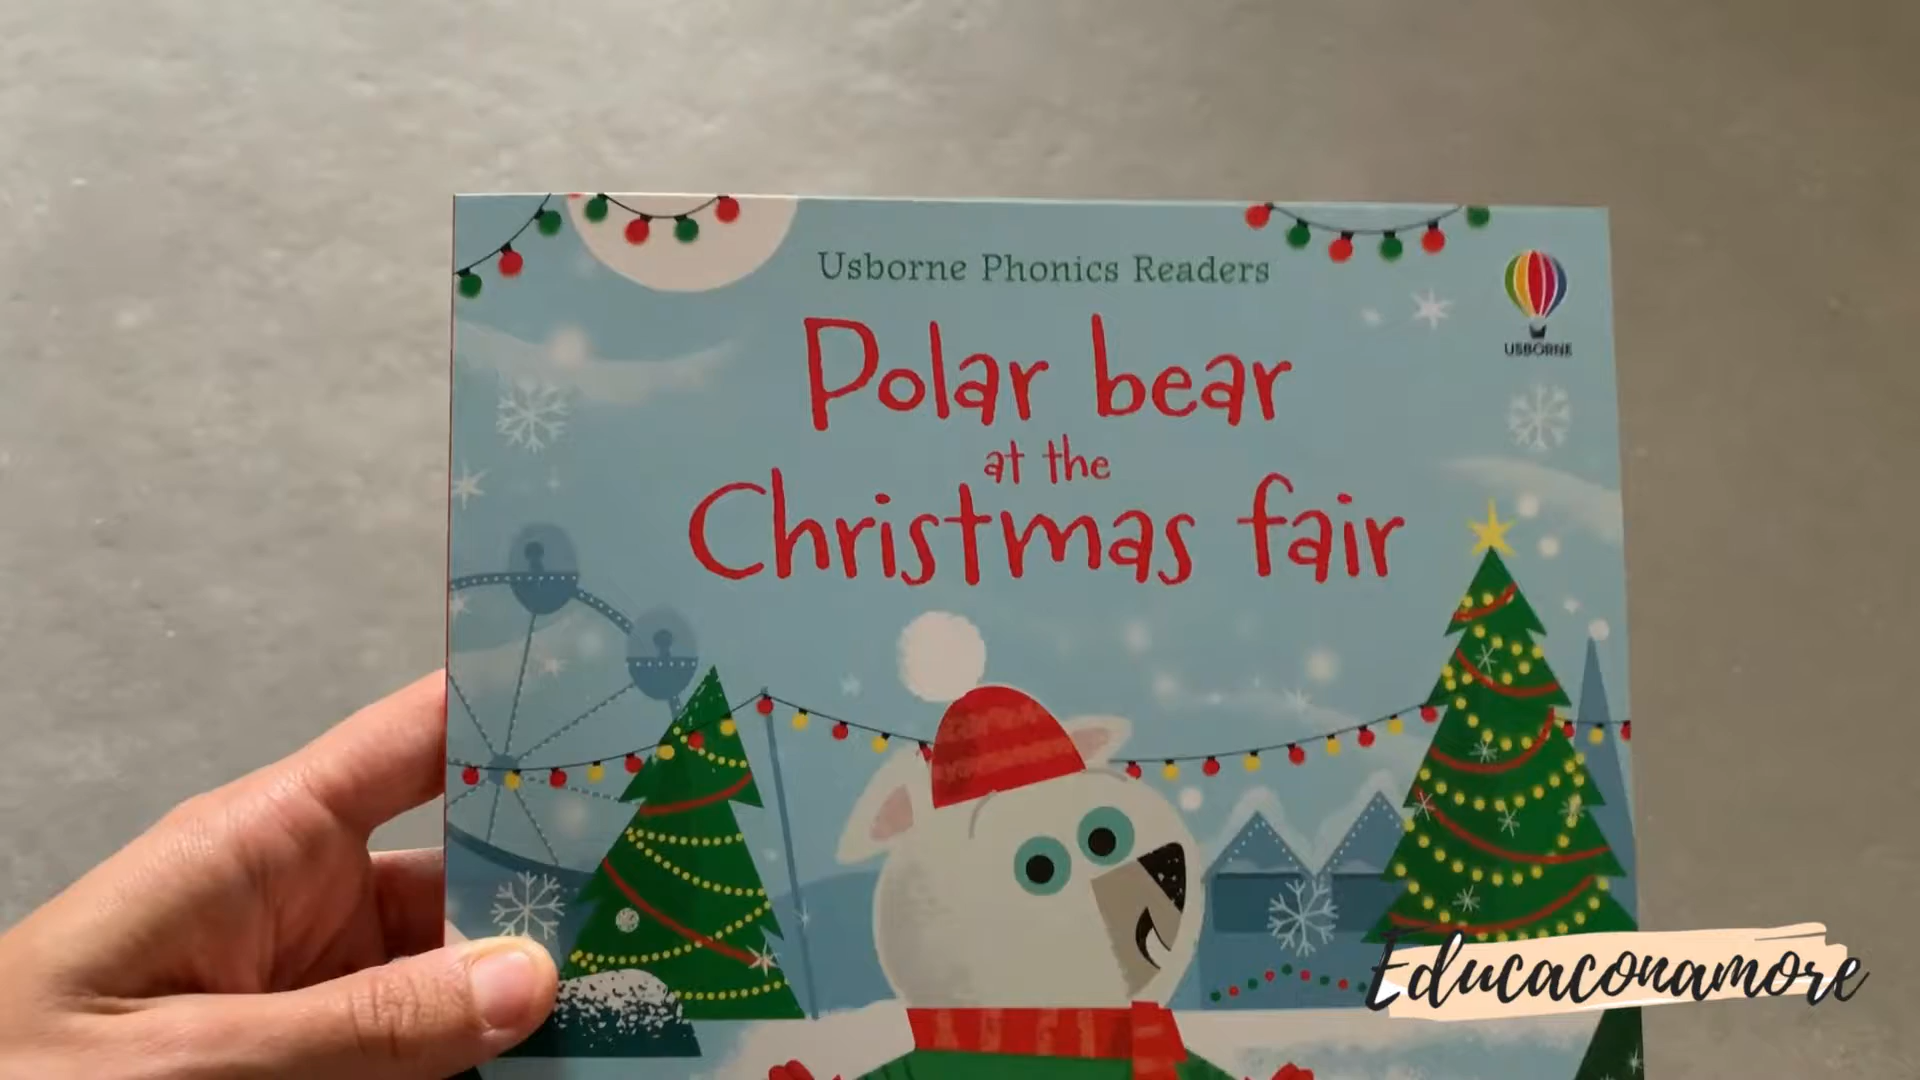 Usborne Phonics Readers
USBORNE
Polar bear
at the
Christmas fair
Educaconamore